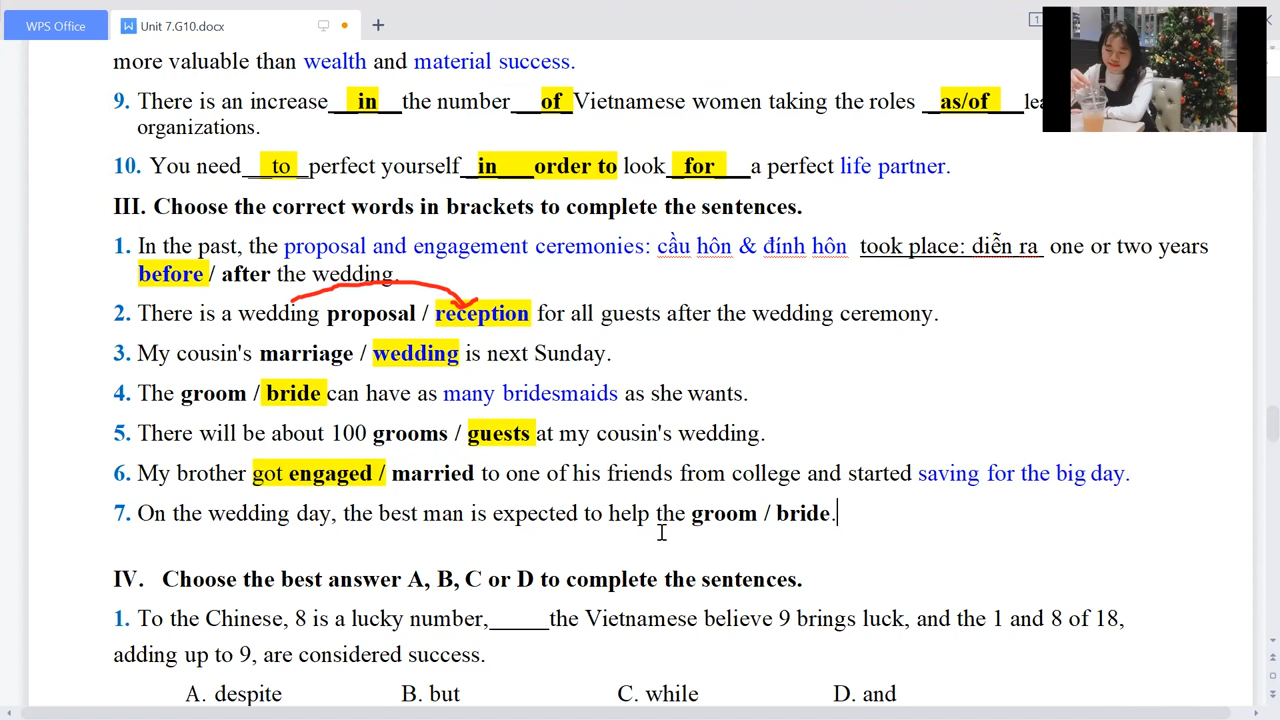 WPS Office
Unit 7.G10.docx
1
more valuable than wealth and material success.
9. There is an increase in the number of Vietnamese women taking the roles as/of
organizations.
10. You need to perfect yourself in order to look for a perfect life partner.
III. Choose the correct words in brackets to complete the sentences.
1. In the past, the proposal and engagement ceremonies: cầu hôn & đính hôn took place: diễn ra one or two years
before / after the wedding.
2. There is a wedding proposal / reception for all guests after the wedding ceremony.
3. My cousin's marriage / wedding is next Sunday.
4. The groom / bride can have as many bridesmaids as she wants.
5. There will be about 100 grooms / guests at my cousin's wedding.
6. My brother got engaged / married to one of his friends from college and started saving for the big day.
7. On the wedding day, the best man is expected to help the groom / bride.
IV. Choose the best answer A, B, C or D to complete the sentences.
1. To the Chinese, 8 is a lucky number,_____the Vietnamese believe 9 brings luck, and the 1 and 8 of 18,
adding up to 9, are considered success.
A. despite B. but C. while D. and